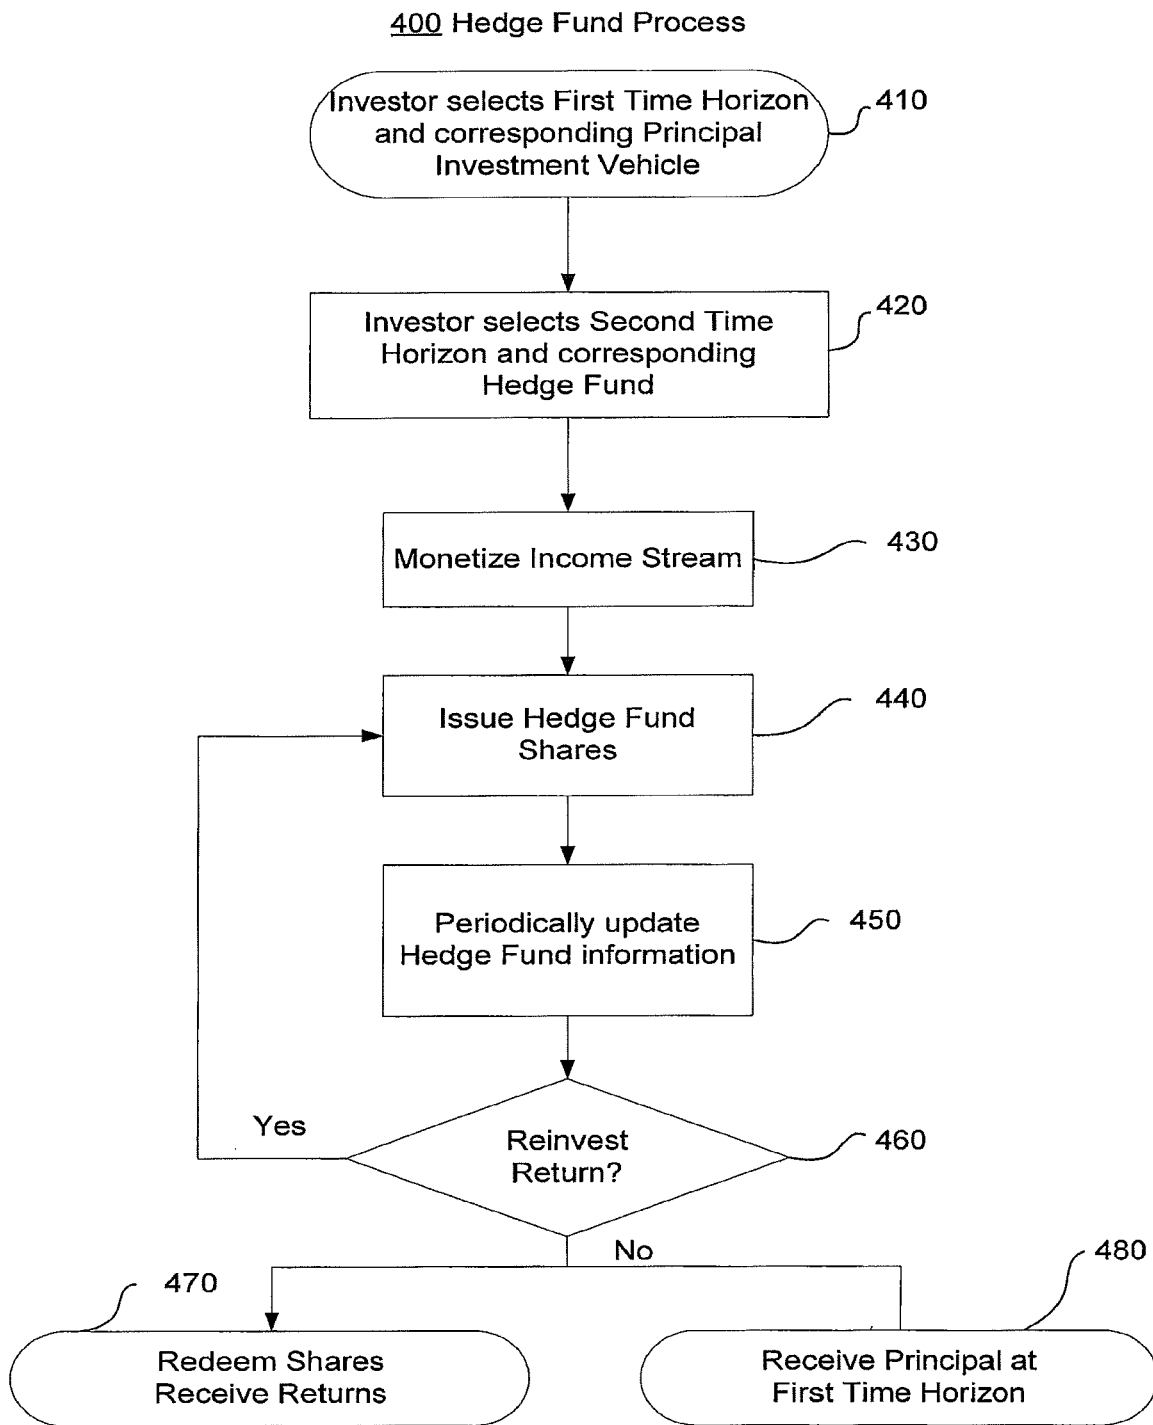 400 Hedge Fund Process
Investor selects First Time Horizon
and corresponding Principal
Investment Vehicle
410
Investor selects Second Time
Horizon and corresponding
Hedge Fund
420
Monetize Income Stream
430
Issue Hedge Fund
Shares
440
Periodically update
Hedge Fund information
450
Yes
Reinvest
Return?
460
No
470
Redeem Shares
Receive Returns
480
Receive Principal at
First Time Horizon